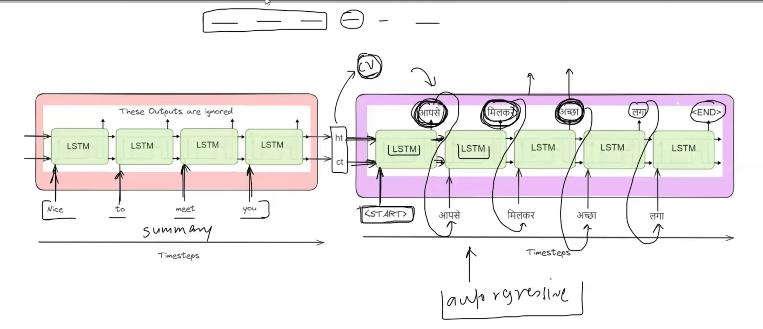 CV
These Outputs are ignored
LSTM LSTM LSTM LSTM
ht
ct
Nice to meet you
summary
Timesteps
आपसे मिलकर अच्छा लगा <END>
LSTM LSTM LSTM LSTM LSTM
<START> आपसे मिलकर अच्छा लगा
Timesteps
autorgressive